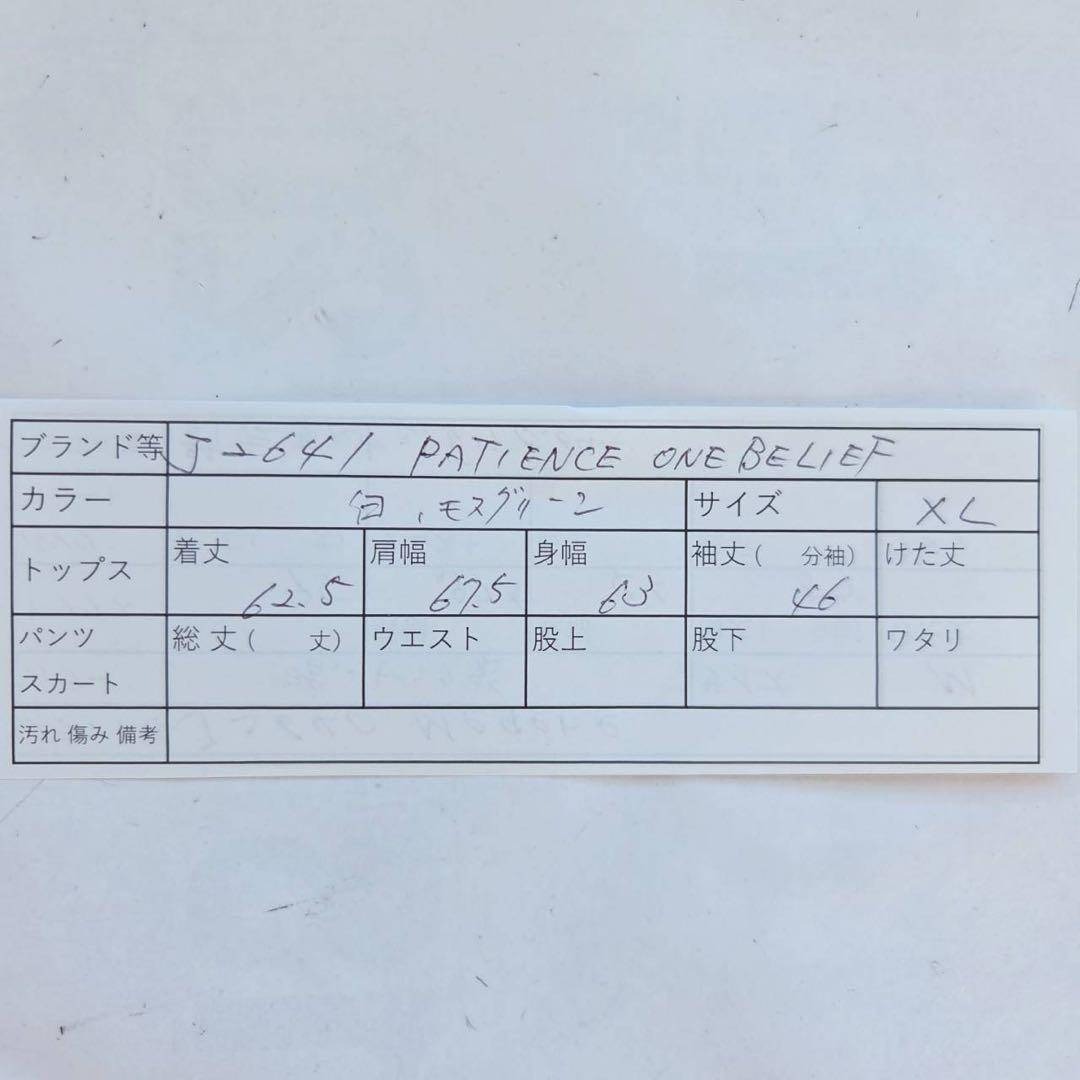 ブランド等 J-2641 PATIENCE ONE BELIEF
カラー 白、モスグリーン サイズ XL
トップス 着丈 62.5 肩幅 67.5 身幅 63 袖丈( 分袖) 46 けた丈
パンツ スカート 総丈( 丈) ウエスト 股上 股下 ワタリ
汚れ 傷み 備考